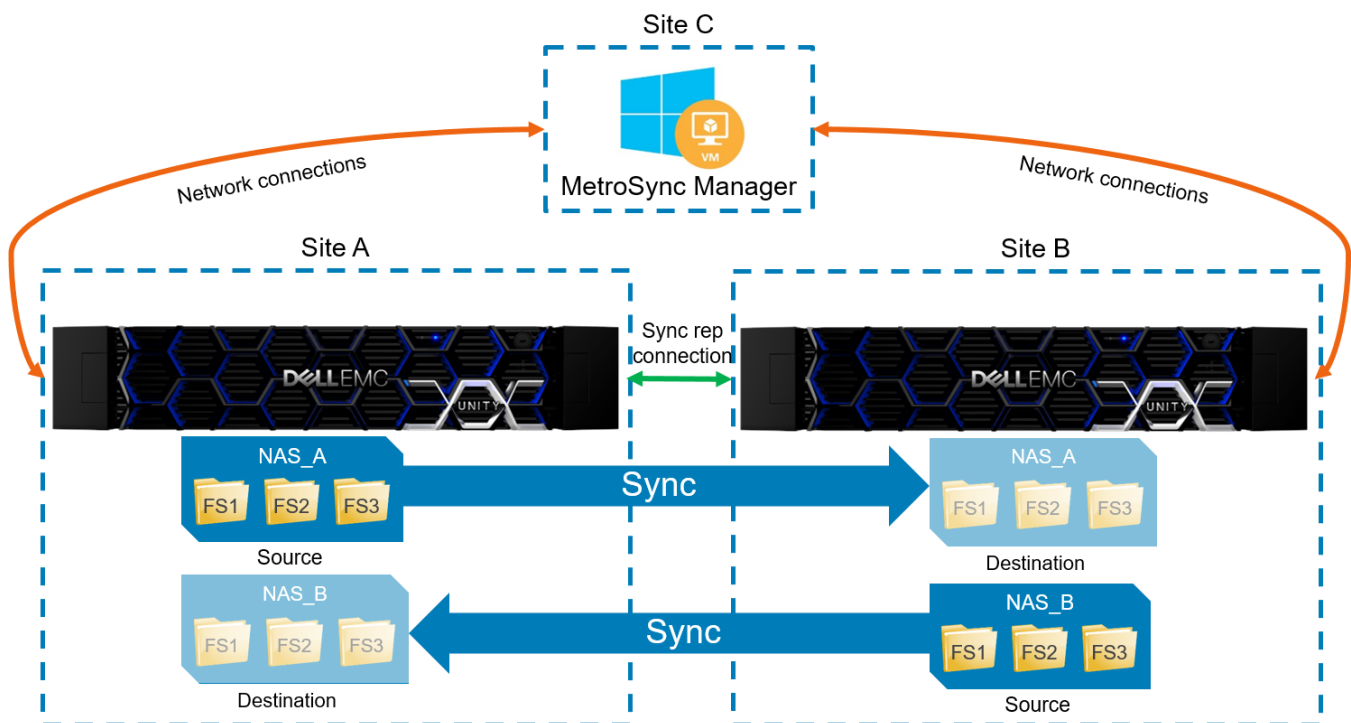 Site C
VM
MetroSync Manager
Network connections
Network connections
Site A
Site B
Sync rep
connection
DELLEMC
UNITY
DELLEMC
UNITY
NAS_A
FS1 FS2 FS3
Source
Sync
NAS_A
FS1 FS2 FS3
Destination
NAS_B
FS1 FS2 FS3
Destination
Sync
NAS_B
FS1 FS2 FS3
Source